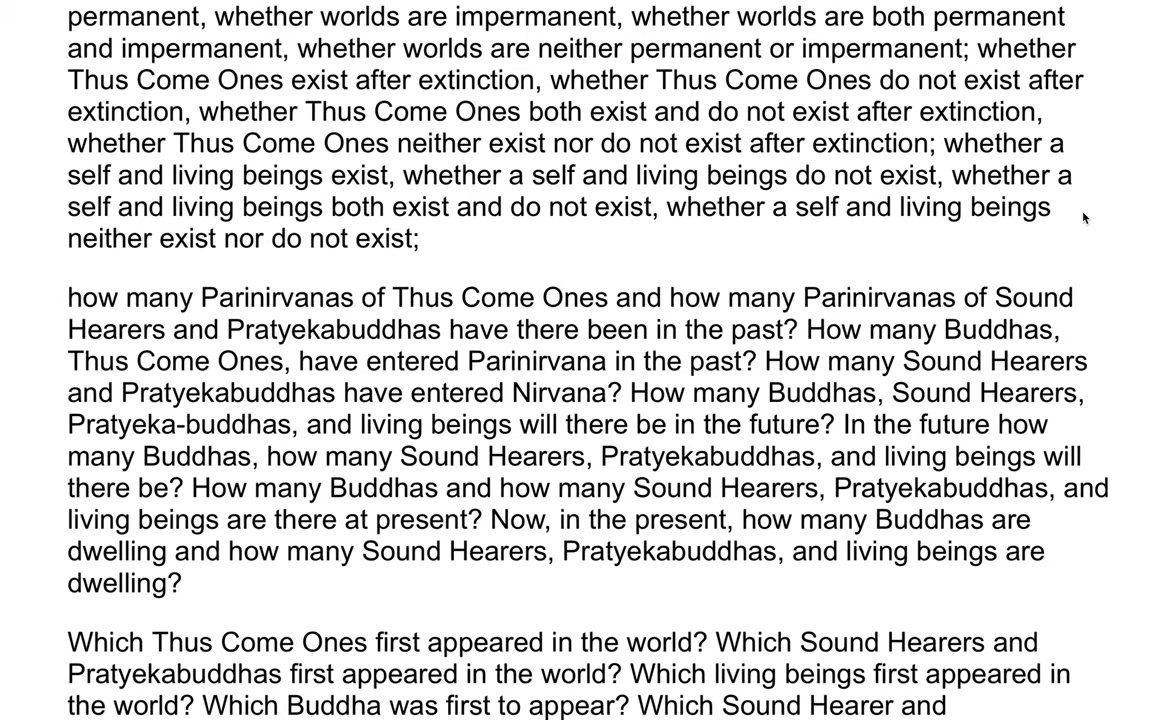 permanent, whether worlds are impermanent, whether worlds are both permanent
and impermanent, whether worlds are neither permanent or impermanent; whether
Thus Come Ones exist after extinction, whether Thus Come Ones do not exist after
extinction, whether Thus Come Ones both exist and do not exist after extinction,
whether Thus Come Ones neither exist nor do not exist after extinction; whether a
self and living beings exist, whether a self and living beings do not exist, whether a
self and living beings both exist and do not exist, whether a self and living beings
neither exist nor do not exist;
how many Parinirvanas of Thus Come Ones and how many Parinirvanas of Sound
Hearers and Pratyekabuddhas have there been in the past? How many Buddhas,
Thus Come Ones, have entered Parinirvana in the past? How many Sound Hearers
and Pratyekabuddhas have entered Nirvana? How many Buddhas, Sound Hearers,
Pratyeka-buddhas, and living beings will there be in the future? In the future how
many Buddhas, how many Sound Hearers, Pratyekabuddhas, and living beings will
there be? How many Buddhas and how many Sound Hearers, Pratyekabuddhas, and
living beings are there at present? Now, in the present, how many Buddhas are
dwelling and how many Sound Hearers, Pratyekabuddhas, and living beings are
dwelling?
Which Thus Come Ones first appeared in the world? Which Sound Hearers and
Pratyekabuddhas first appeared in the world? Which living beings first appeared in
the world? Which Buddha was first to appear? Which Sound Hearer and